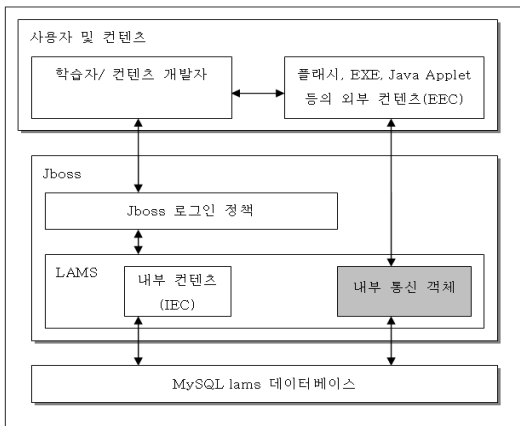 사용자 및 컨텐츠
학습자/ 컨텐츠 개발자
플래시, EXE, Java Applet
등의 외부 컨텐츠(EEC)
Jboss
Jboss 로그인 정책
LAMS
내부 컨텐츠
(IEC)
내부 통신 객체
MySQL lams 데이터베이스